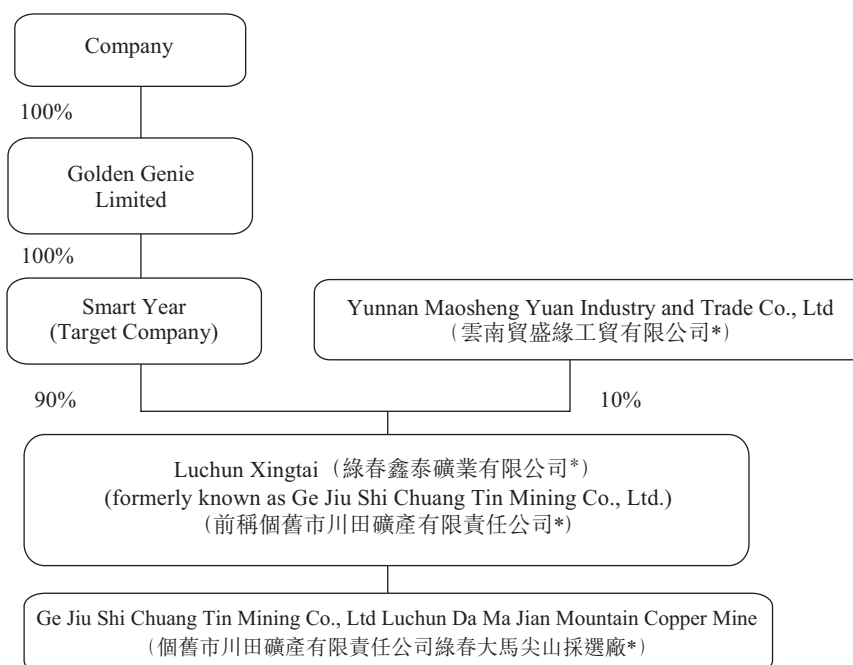 Company
100%
Golden Genie
Limited
100%
Smart Year
(Target Company)
Yunnan Maosheng Yuan Industry and Trade Co., Ltd
（雲南貿盛緣工貿有限公司*）
90%
10%
Luchun Xingtai（綠春鑫泰礦業有限公司*）
(formerly known as Ge Jiu Shi Chuang Tin Mining Co., Ltd.)
（前稱個舊市川田礦產有限責任公司*）
Ge Jiu Shi Chuang Tin Mining Co., Ltd Luchun Da Ma Jian Mountain Copper Mine
（個舊市川田礦產有限責任公司綠春大馬尖山採選廠*）